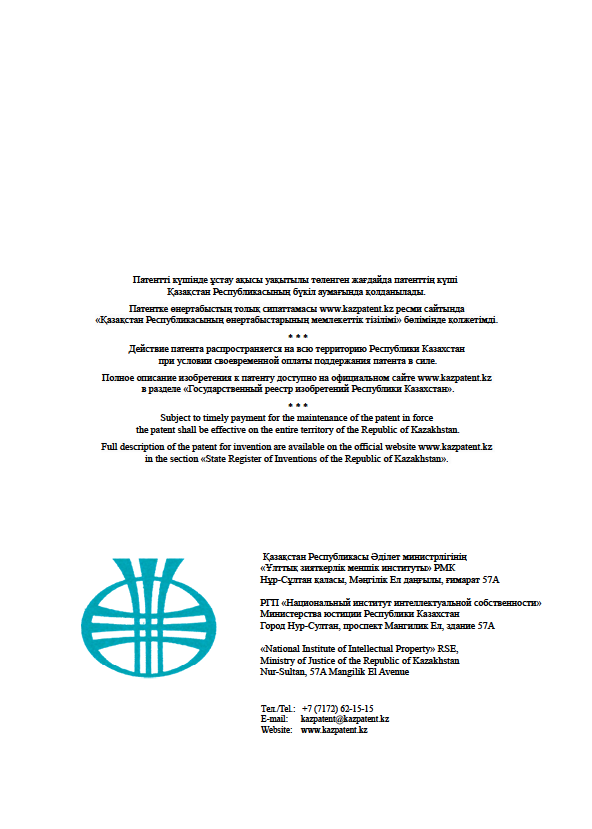 Патентті күшінде ұстау ақысы уақытылы төленген жағдайда патенттің күші
Қазақстан Республикасының бүкіл аумағында қолданылады.
Патентке өнертабыстың толық сипаттамасы www.kazpatent.kz ресми сайтында
«Қазақстан Республикасының өнертабыстарының мемлекеттік тізілімі» бөлімінде қолжетімді.
* * *
Действие патента распространяется на всю территорию Республики Казахстан
при условии своевременной оплаты поддержания патента в силе.
Полное описание изобретения к патенту доступно на официальном сайте www.kazpatent.kz
в разделе «Государственный реестр изобретений Республики Казахстан».
* * *
Subject to timely payment for the maintenance of the patent in force
the patent shall be effective on the entire territory of the Republic of Kazakhstan.
Full description of the patent for invention are available on the official website www.kazpatent.kz
in the section «State Register of Inventions of the Republic of Kazakhstan».
Қазақстан Республикасы Әділет министрлігінің
«Ұлттық зияткерлік меншік институты» РМК
Нұр-Сұлтан қаласы, Мәңгілік Ел даңғылы, ғимарат 57А
РГП «Национальный институт интеллектуальной собственности»
Министерства юстиции Республики Казахстан
Город Нур-Султан, проспект Мангилик Ел, здание 57А
«National Institute of Intellectual Property» RSE,
Ministry of Justice of the Republic of Kazakhstan
Nur-Sultan, 57A Mangilik El Avenue
Тел./Tel.: +7 (7172) 62-15-15
E-mail: kazpatent@kazpatent.kz
Website: www.kazpatent.kz